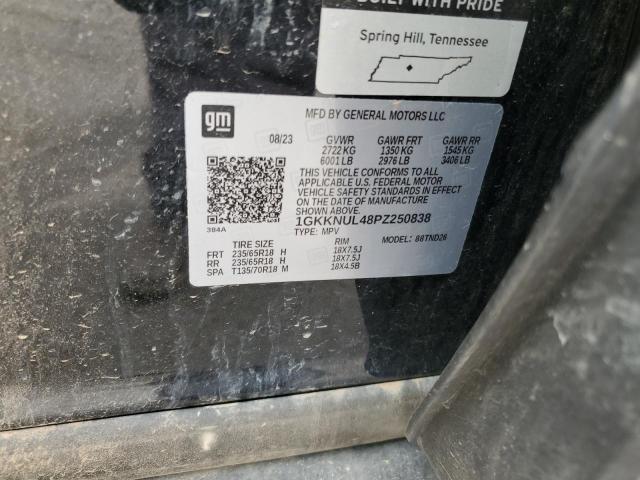 BUILT WITH PRIDE
Spring Hill, Tennessee
gm
MFD BY GENERAL MOTORS LLC
08/23 GVWR GAWR FRT GAWR RR
2722 KG 1350 KG 1545 KG
6001 LB 2976 LB 3406 LB
THIS VEHICLE CONFORMS TO ALL
APPLICABLE U.S. FEDERAL MOTOR
VEHICLE SAFETY STANDARDS IN EFFECT
ON THE DATE OF MANUFACTURE SHOWN
ABOVE.
1GKKNUL48PZ250838
384A
TYPE: MPV MODEL: 88TND26
TIRE SIZE RIM
FRT 235/65R18 H 18X7.5J
RR 235/65R18 H 18X7.5J
SPA T135/70R18 M 18X4.5B